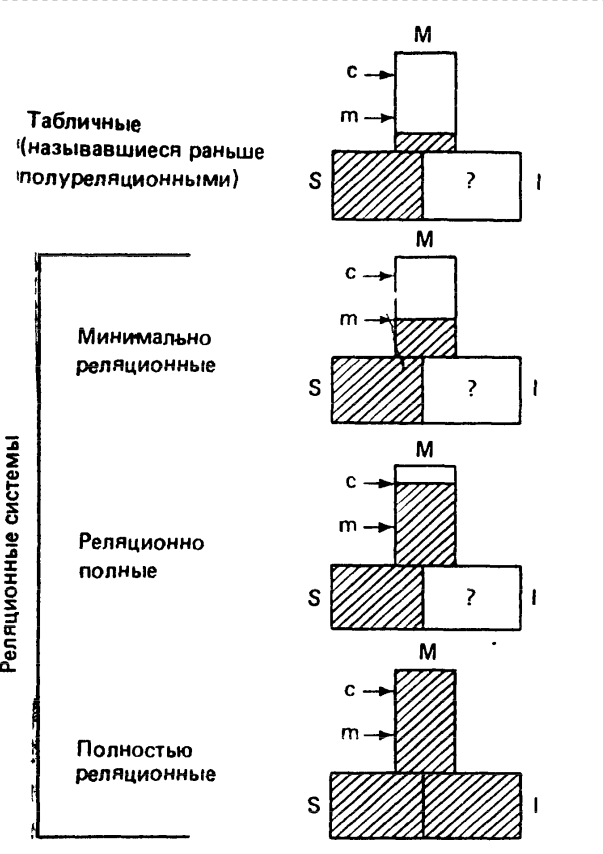 M
c
m
Табличные
(называвшиеся раньше
полуреляционными)
S
?
I
M
c
m
Минимально
реляционные
S
?
I
M
c
m
Реляционно
полные
S
?
I
M
c
m
Полностью
реляционные
S
I
Реляционные системы